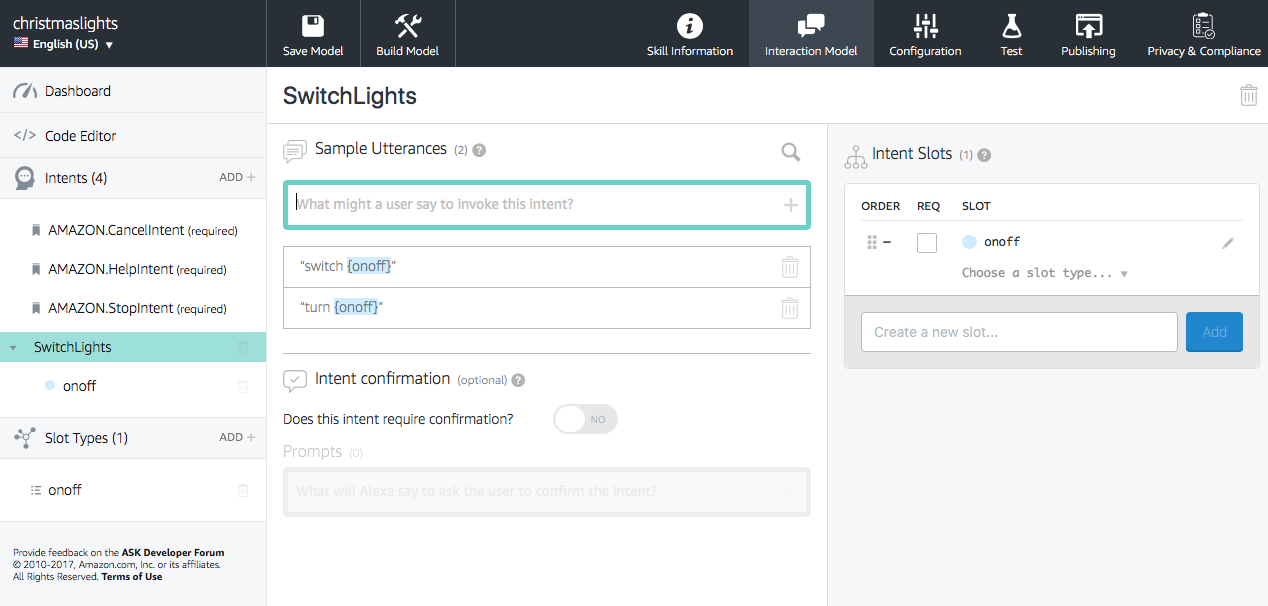 christmaslights
English (US) ▼
Save Model
Build Model
Skill Information
Interaction Model
Configuration
Test
Publishing
Privacy & Compliance
Dashboard
</> Code Editor
Intents (4) ADD +
AMAZON.CancelIntent (required)
AMAZON.HelpIntent (required)
AMAZON.StopIntent (required)
SwitchLights
onoff
Slot Types (1) ADD +
onoff
Provide feedback on the ASK Developer Forum
© 2010-2017, Amazon.com, Inc. or its affiliates.
All Rights Reserved. Terms of Use
SwitchLights
Sample Utterances (2) ?
What might a user say to invoke this intent? +
“switch {onoff}”
“turn {onoff}”
Intent confirmation (optional) ?
Does this intent require confirmation? NO
Prompts (0)
What will Alexa say to ask the user to confirm the intent? +
Intent Slots (1) ?
ORDER REQ SLOT
– onoff
Choose a slot type... ▼
Create a new slot... Add